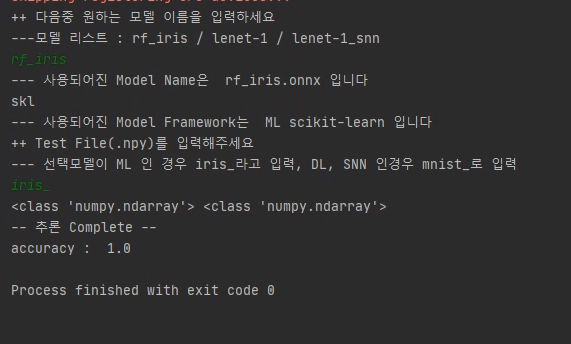 ++ 다음중 원하는 모델 이름을 입력하세요
---모델 리스트 : rf_iris / lenet-1 / lenet-1_snn
rf_iris
--- 사용되어진 Model Name은  rf_iris.onnx 입니다
skl
--- 사용되어진 Model Framework는  ML scikit-learn 입니다
++ Test File(.npy)를 입력해주세요
--- 선택모델이 ML 인 경우 iris_라고 입력, DL, SNN 인경우 mnist_로 입력
iris_
<class 'numpy.ndarray'> <class 'numpy.ndarray'>
-- 추론 Complete --
accuracy :  1.0
Process finished with exit code 0